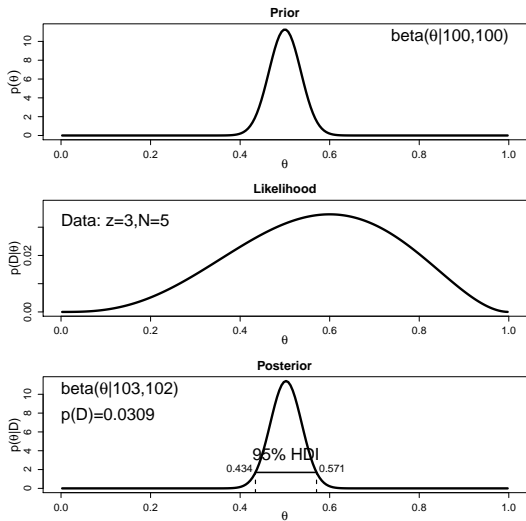 Prior
beta(θ|100,100)
p(θ)
0 2 4 6 8 10
0.0 0.2 0.4 0.6 0.8 1.0
θ
Likelihood
Data: z=3,N=5
p(D|θ)
0.00 0.02
0.0 0.2 0.4 0.6 0.8 1.0
θ
Posterior
beta(θ|103,102)
p(D)=0.0309
95% HDI
0.434 0.571
p(θ|D)
0 2 4 6 8 10
0.0 0.2 0.4 0.6 0.8 1.0
θ